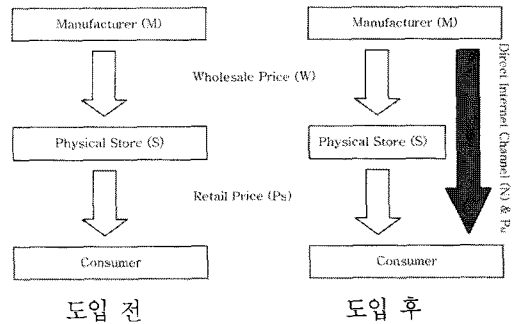 Manufacturer (M)
Manufacturer (M)
Wholesale Price (W)
Physical Store (S)
Physical Store (S)
Retail Price (Ps)
Direct Internet Channel (N) & Pₙ
Consumer
Consumer
도입 전
도입 후